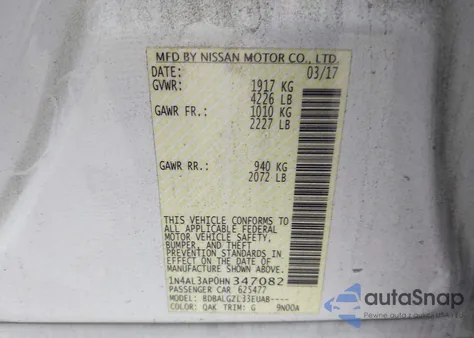 MFD BY NISSAN MOTOR CO., LTD.
DATE: 03/17
GVWR: 1917 KG
4226 LB
GAWR FR.: 1010 KG
2227 LB
GAWR RR.: 940 KG
2072 LB
THIS VEHICLE CONFORMS TO
ALL APPLICABLE FEDERAL
MOTOR VEHICLE SAFETY,
BUMPER, AND THEFT
PREVENTION STANDARDS
IN EFFECT ON THE DATE OF
MANUFACTURE SHOWN ABOVE.
1N4AL3AP0HN347082
PASSENGER CAR 625477
MODEL: BDBALGZL33EUAB----
COLOR: QAK TRIM: G 9N00A
autoSnap
Pewne auta z USA